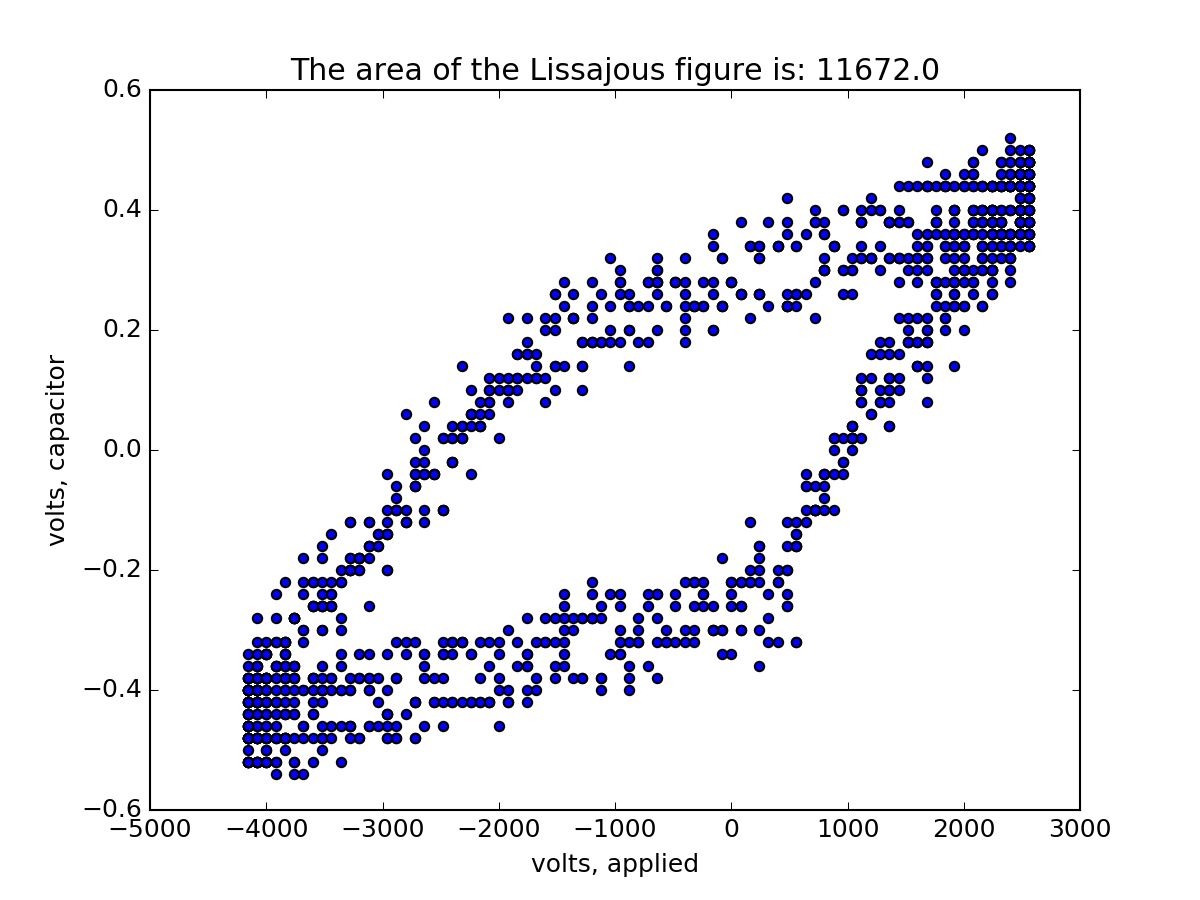 The area of the Lissajous figure is: 11672.0
0.6
0.4
0.2
0.0
−0.2
−0.4
−0.6
volts, capacitor
−5000 −4000 −3000 −2000 −1000 0 1000 2000 3000
volts, applied